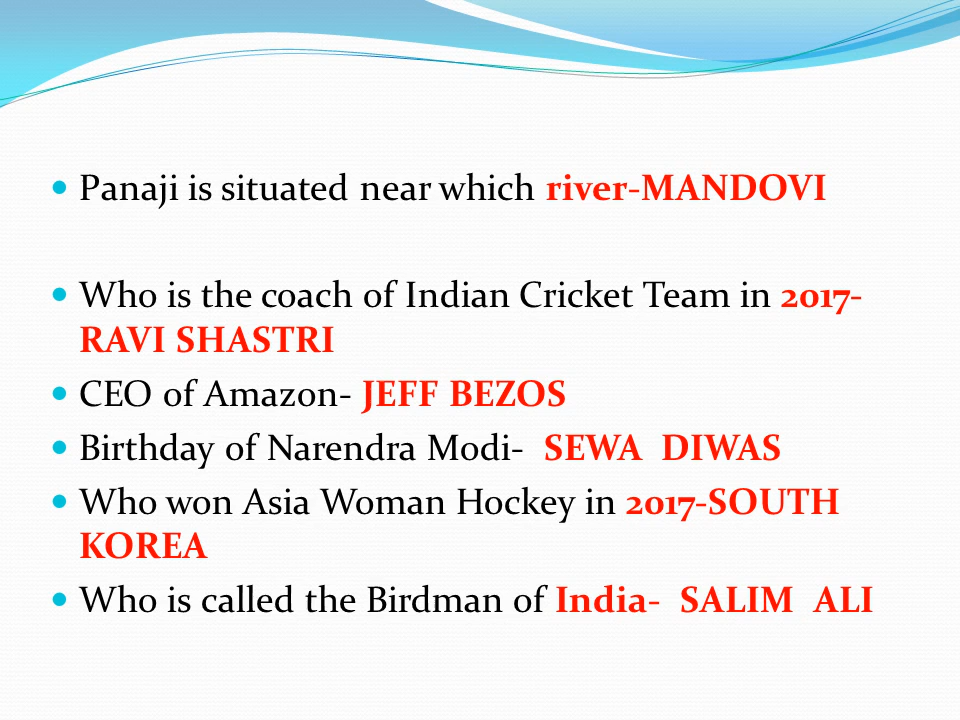 Panaji is situated near which river-MANDOVI
Who is the coach of Indian Cricket Team in 2017-
RAVI SHASTRI
CEO of Amazon- JEFF BEZOS
Birthday of Narendra Modi- SEWA DIWAS
Who won Asia Woman Hockey in 2017-SOUTH
KOREA
Who is called the Birdman of India- SALIM ALI